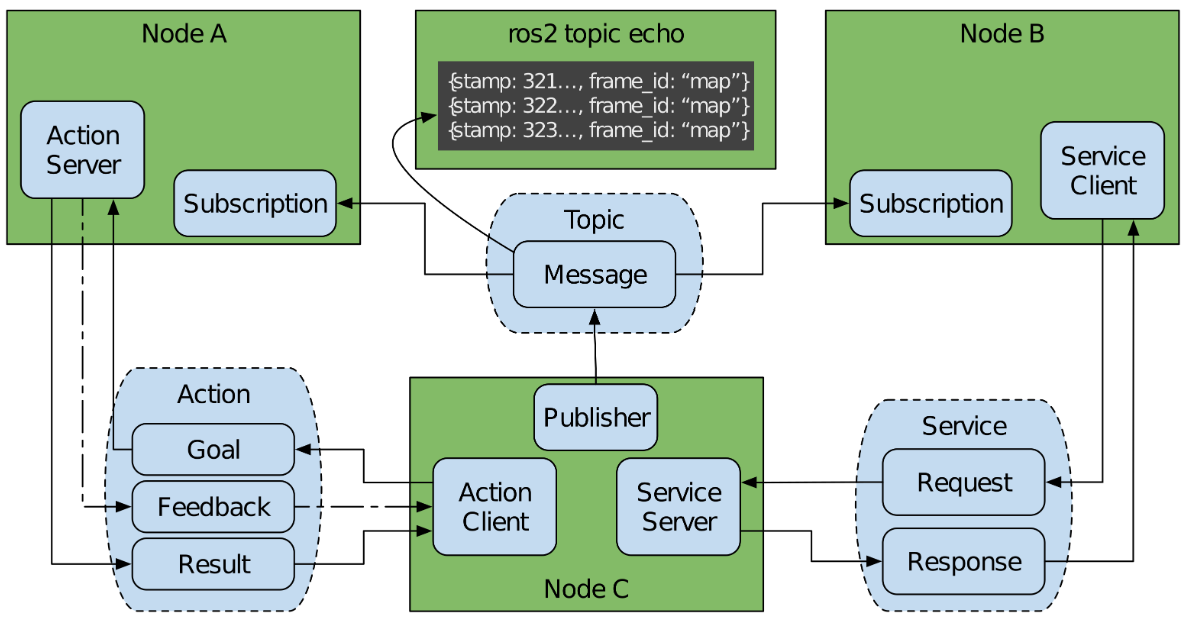 Node A
Action
Server
Subscription
ros2 topic echo
{stamp: 321..., frame_id: “map”}
{stamp: 322..., frame_id: “map”}
{stamp: 323..., frame_id: “map”}
Node B
Service
Client
Subscription
Topic
Message
Action
Goal
Feedback
Result
Publisher
Action
Client
Service
Server
Node C
Service
Request
Response